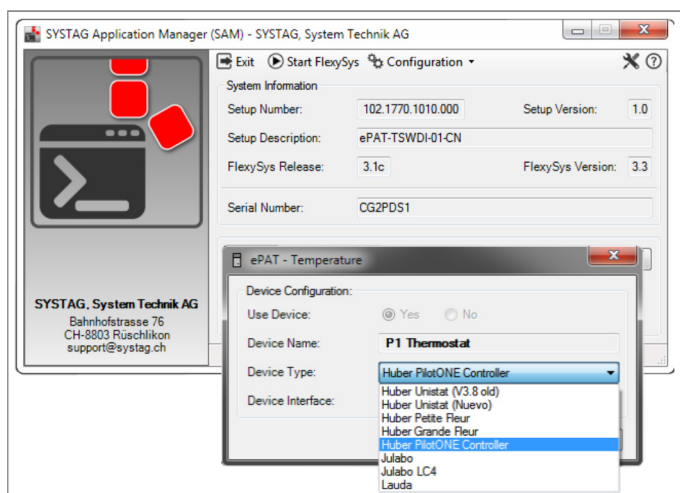 SYSTAG Application Manager (SAM) - SYSTAG, System Technik AG
Exit Start FlexySys Configuration
System Information
Setup Number: 102.1770.1010.000 Setup Version: 1.0
Setup Description: ePAT-TSWDI-01-CN
FlexySys Release: 3.1c FlexySys Version: 3.3
Serial Number: CG2PDS1
SYSTAG, System Technik AG
Bahnhofstrasse 76
CH-8803 Rüschlikon
support@systag.ch
ePAT - Temperature
Device Configuration:
Use Device: Yes No
Device Name: P1 Thermostat
Device Type: Huber PilotONE Controller
Device Interface:
Huber Unistat (V3.8 old)
Huber Unistat (Nuevo)
Huber Petite Fleur
Huber Grande Fleur
Huber PilotONE Controller
Julabo
Julabo LC4
Lauda